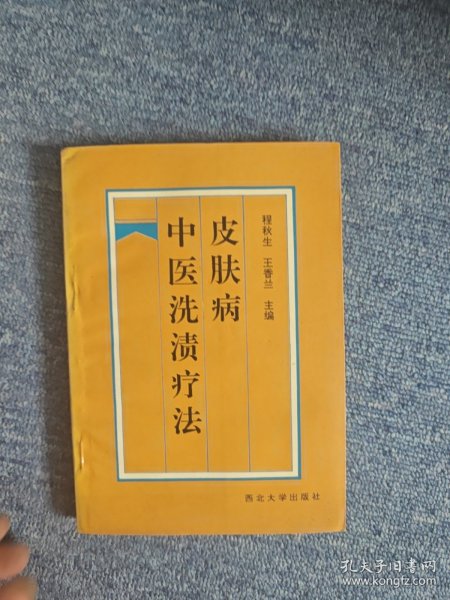 程秋生 王香兰 主编
皮肤病
中医洗渍疗法
西北大学出版社
孔夫子旧书网
www.kongfz.com